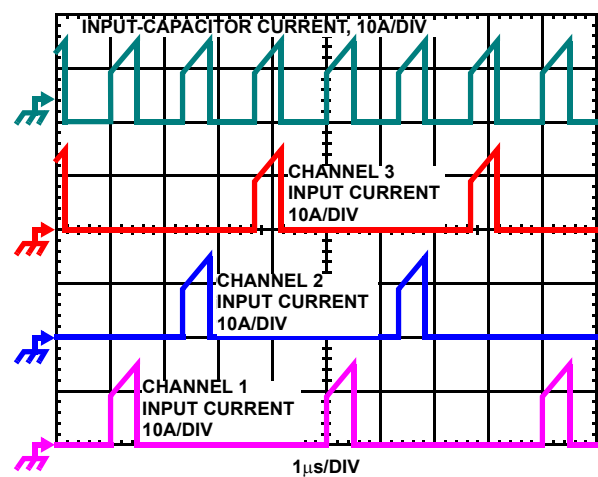 INPUT-CAPACITOR CURRENT, 10A/DIV
CHANNEL 3
INPUT CURRENT
10A/DIV
CHANNEL 2
INPUT CURRENT
10A/DIV
CHANNEL 1
INPUT CURRENT
10A/DIV
1μs/DIV